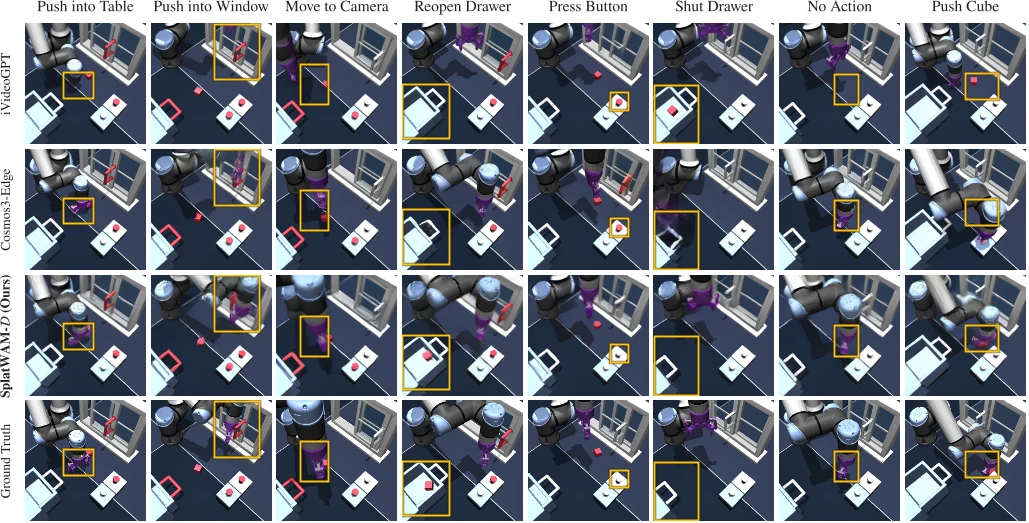 Push into Table
Push into Window
Move to Camera
Reopen Drawer
Press Button
Shut Drawer
No Action
Push Cube
iVideoGPT
Cosmos3-Edge
SplatWAM-D (Ours)
Ground Truth